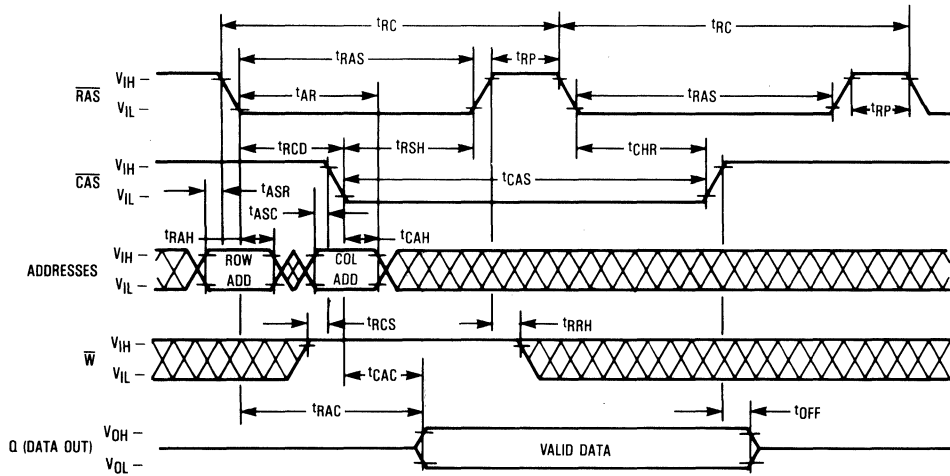 tRC tRC
tRAS tRP
VIH –
RAS
VIL –
tAR tRAS tRP
tRCD tRSH tCHR
VIH –
CAS
VIL –
tCAS
tASR
tASC
tRAH tCAH
VIH –
ADDRESSES
VIL –
ROW ADD
COL ADD
tRCS tRRH
VIH –
W
VIL –
tCAC
tRAC tOFF
VOH –
Q (DATA OUT)
VOL –
VALID DATA